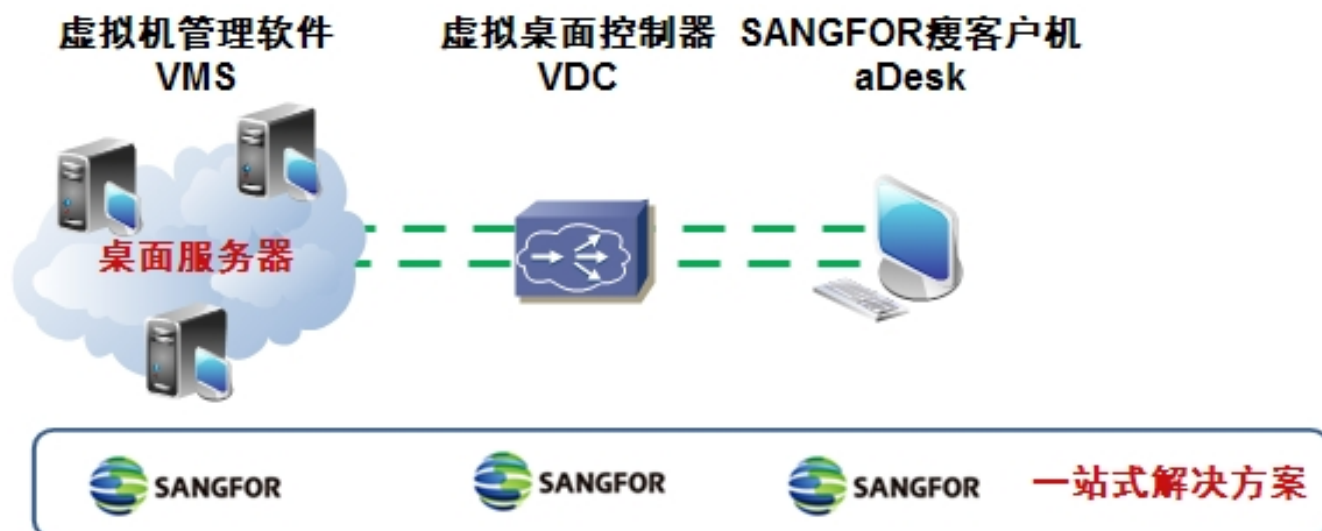 虚拟机管理软件
VMS
虚拟桌面控制器
VDC
SANGFOR瘦客户机
aDesk
桌面服务器
SANGFOR
SANGFOR
SANGFOR
一站式解决方案